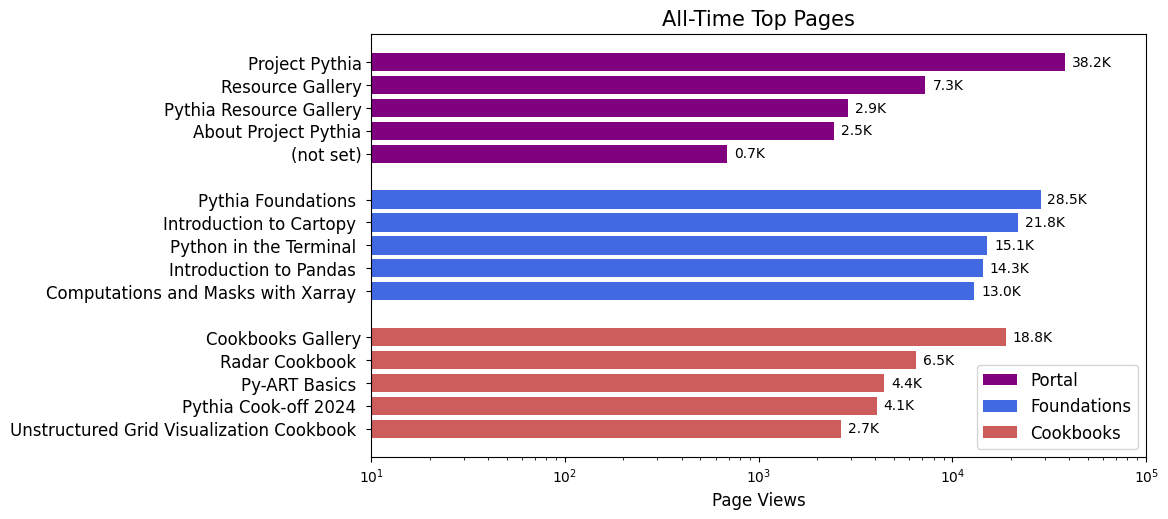 All-Time Top Pages
Project Pythia 38.2K
Resource Gallery 7.3K
Pythia Resource Gallery 2.9K
About Project Pythia 2.5K
(not set) 0.7K
Pythia Foundations 28.5K
Introduction to Cartopy 21.8K
Python in the Terminal 15.1K
Introduction to Pandas 14.3K
Computations and Masks with Xarray 13.0K
Cookbooks Gallery 18.8K
Radar Cookbook 6.5K
Py-ART Basics 4.4K
Pythia Cook-off 2024 4.1K
Unstructured Grid Visualization Cookbook 2.7K
Portal
Foundations
Cookbooks
10¹ 10² 10³ 10⁴ 10⁵
Page Views